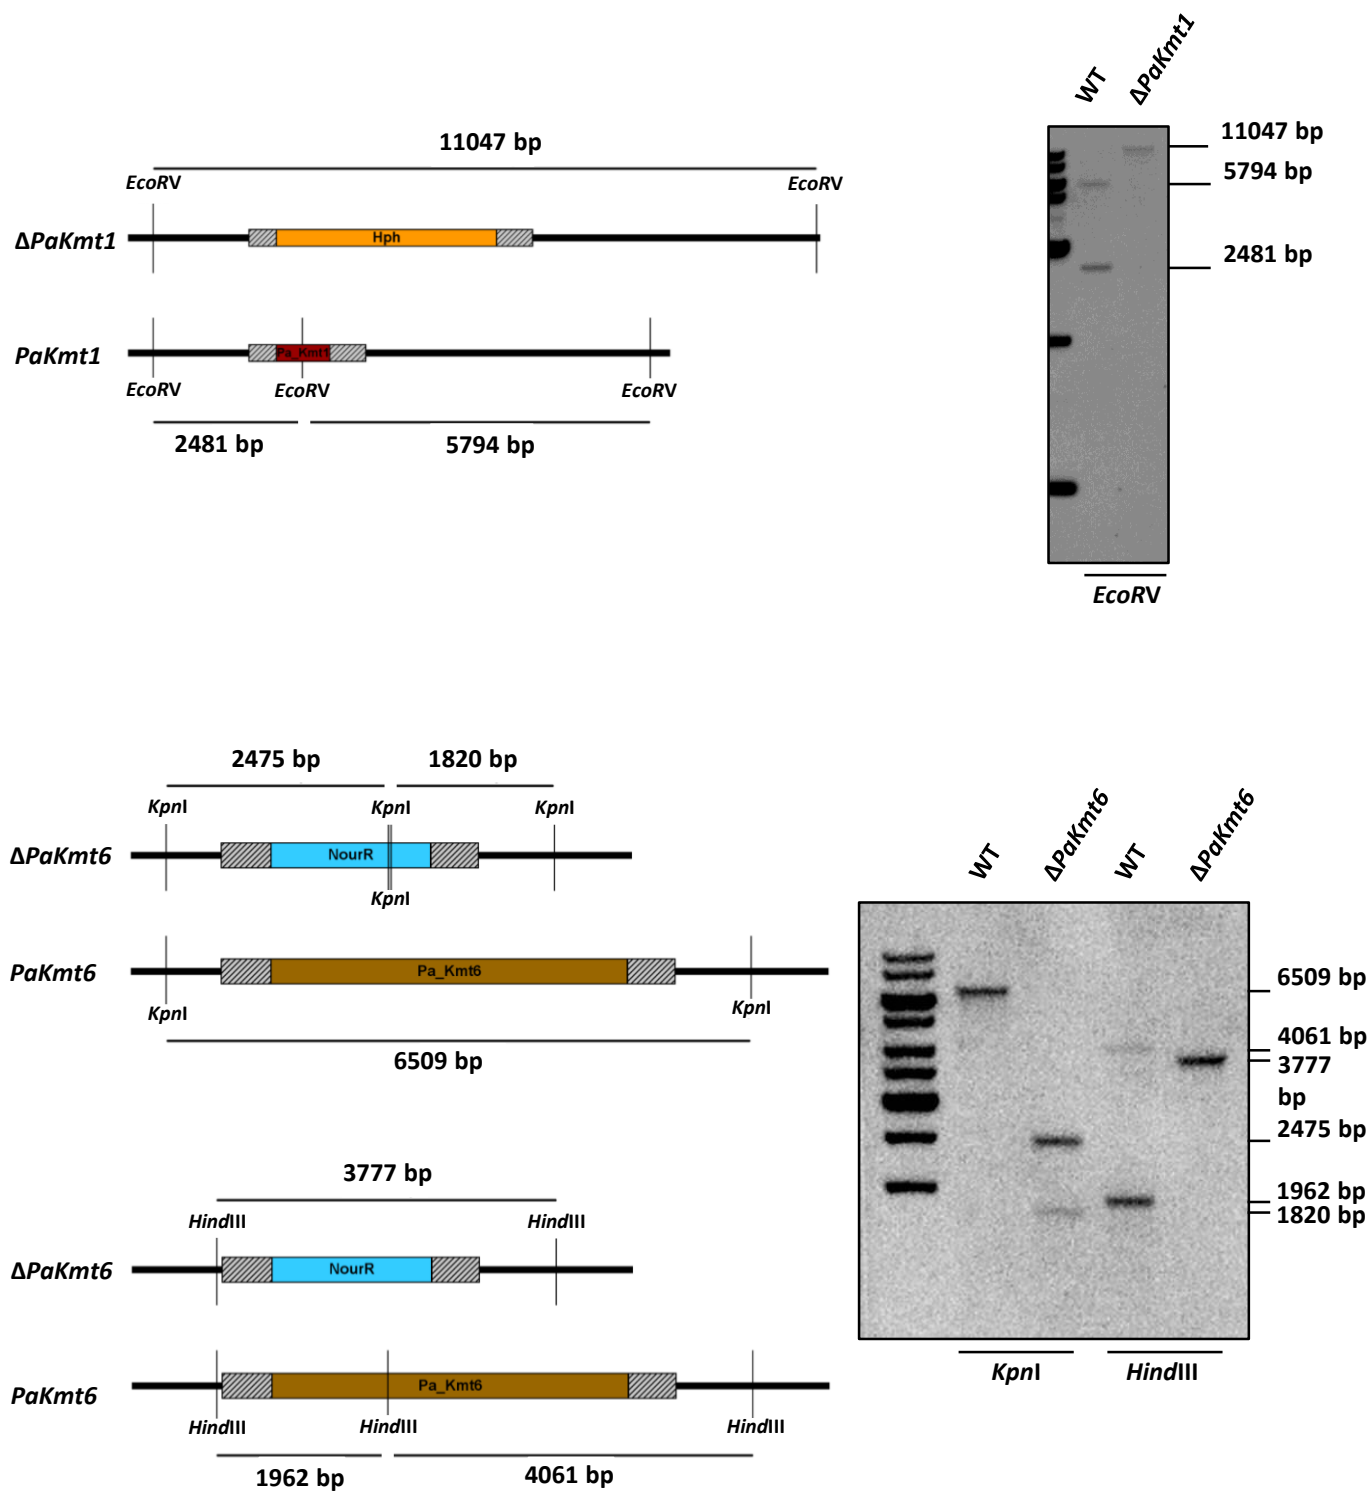 11047 bp
EcoRV EcoRV
ΔPaKmt1
Hph
PaKmt1
Pa_Kmt1
EcoRV EcoRV EcoRV
2481 bp 5794 bp
WT ΔPaKmt1
11047 bp
5794 bp
2481 bp
EcoRV
2475 bp 1820 bp
KpnI KpnI KpnI
ΔPaKmt6
NourR
KpnI
PaKmt6
Pa_Kmt6
KpnI KpnI
6509 bp
3777 bp
HindIII HindIII
ΔPaKmt6
NourR
PaKmt6
Pa_Kmt6
HindIII HindIII HindIII
1962 bp 4061 bp
WT ΔPaKmt6 WT ΔPaKmt6
6509 bp
4061 bp
3777
bp
2475 bp
1962 bp
1820 bp
KpnI HindIII